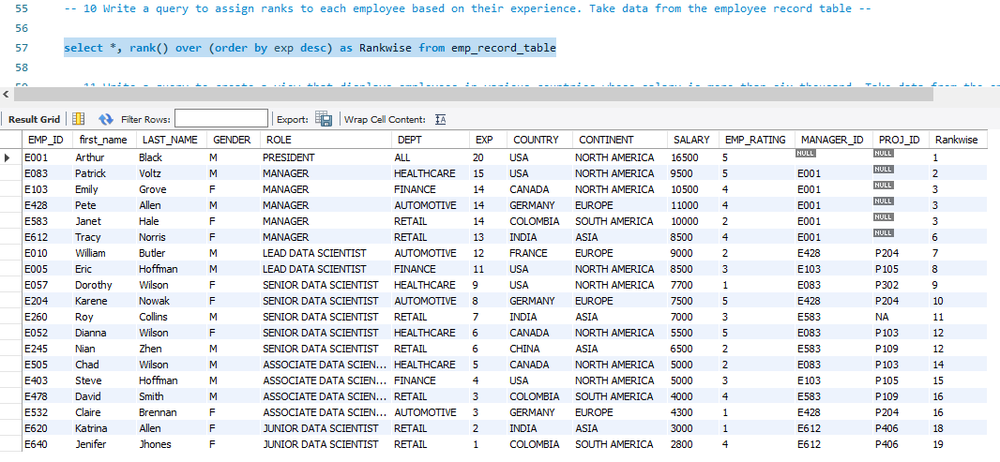 55 -- 10 Write a query to assign ranks to each employee based on their experience. Take data from the employee record table --
56
57 select *, rank() over (order by exp desc) as Rankwise from emp_record_table
58
59 -- 11 Write a query to create a view that displays employees in various countries whose salary is more than six thousand. Take data from the
Result Grid Filter Rows: Export: Wrap Cell Content:
EMP_ID first_name LAST_NAME GENDER ROLE DEPT EXP COUNTRY CONTINENT SALARY EMP_RATING MANAGER_ID PROJ_ID Rankwise
E001 Arthur Black M PRESIDENT ALL 20 USA NORTH AMERICA 16500 5 NULL NULL 1
E083 Patrick Voltz M MANAGER HEALTHCARE 15 USA NORTH AMERICA 9500 5 E001 NULL 2
E103 Emily Grove F MANAGER FINANCE 14 CANADA NORTH AMERICA 10500 4 E001 NULL 3
E428 Pete Allen M MANAGER AUTOMOTIVE 14 GERMANY EUROPE 11000 4 E001 NULL 3
E583 Janet Hale F MANAGER RETAIL 14 COLOMBIA SOUTH AMERICA 10000 2 E001 NULL 3
E612 Tracy Norris F MANAGER RETAIL 13 INDIA ASIA 8500 4 E001 NULL 6
E010 William Butler M LEAD DATA SCIENTIST AUTOMOTIVE 12 FRANCE EUROPE 9000 2 E428 P204 7
E005 Eric Hoffman M LEAD DATA SCIENTIST FINANCE 11 USA NORTH AMERICA 8500 3 E103 P105 8
E057 Dorothy Wilson F SENIOR DATA SCIENTIST HEALTHCARE 9 USA NORTH AMERICA 7700 1 E083 P302 9
E204 Karene Nowak F SENIOR DATA SCIENTIST AUTOMOTIVE 8 GERMANY EUROPE 7500 5 E428 P204 10
E260 Roy Collins M SENIOR DATA SCIENTIST RETAIL 7 INDIA ASIA 7000 3 E583 NA 11
E052 Dianna Wilson F SENIOR DATA SCIENTIST HEALTHCARE 6 CANADA NORTH AMERICA 5500 5 E083 P103 12
E245 Nian Zhen M SENIOR DATA SCIENTIST RETAIL 6 CHINA ASIA 6500 2 E583 P109 12
E505 Chad Wilson M ASSOCIATE DATA SCIEN... HEALTHCARE 5 CANADA NORTH AMERICA 5000 2 E083 P103 14
E403 Steve Hoffman M ASSOCIATE DATA SCIEN... FINANCE 4 USA NORTH AMERICA 5000 3 E103 P105 15
E478 David Smith M ASSOCIATE DATA SCIEN... RETAIL 3 COLOMBIA SOUTH AMERICA 4000 4 E583 P109 16
E532 Claire Brennan F ASSOCIATE DATA SCIEN... AUTOMOTIVE 3 GERMANY EUROPE 4300 1 E428 P204 16
E620 Katrina Allen F JUNIOR DATA SCIENTIST RETAIL 2 INDIA ASIA 3000 1 E612 P406 18
E640 Jenifer Jhones F JUNIOR DATA SCIENTIST RETAIL 1 COLOMBIA SOUTH AMERICA 2800 4 E612 P406 19